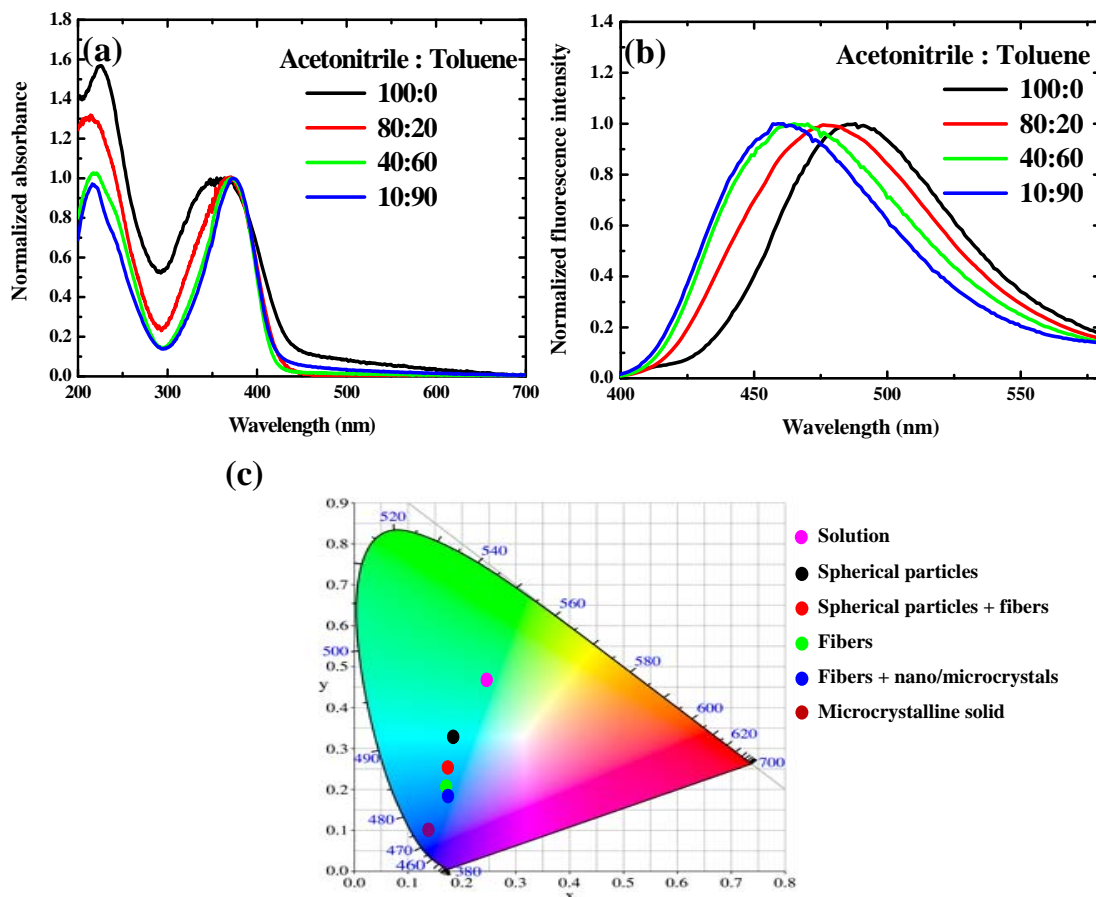 (a)
Acetonitrile : Toluene
100:0
80:20
40:60
10:90
Normalized absorbance
1.8
1.6
1.4
1.2
1.0
0.8
0.6
0.4
0.2
0.0
200 300 400 500 600 700
Wavelength (nm)
(b)
Acetonitrile : Toluene
100:0
80:20
40:60
10:90
Normalized fluorescence intensity
1.4
1.2
1.0
0.8
0.6
0.4
0.2
0.0
400 450 500 550
Wavelength (nm)
(c)
0.9
0.8
0.7
0.6
0.5
y
0.4
0.3
0.2
0.1
0.0
0.0 0.1 0.2 0.3 0.4 0.5 0.6 0.7 0.8
x
520
540
560
580
600
620
700
500
490
480
470
460
380
Solution
Spherical particles
Spherical particles + fibers
Fibers
Fibers + nano/microcrystals
Microcrystalline solid